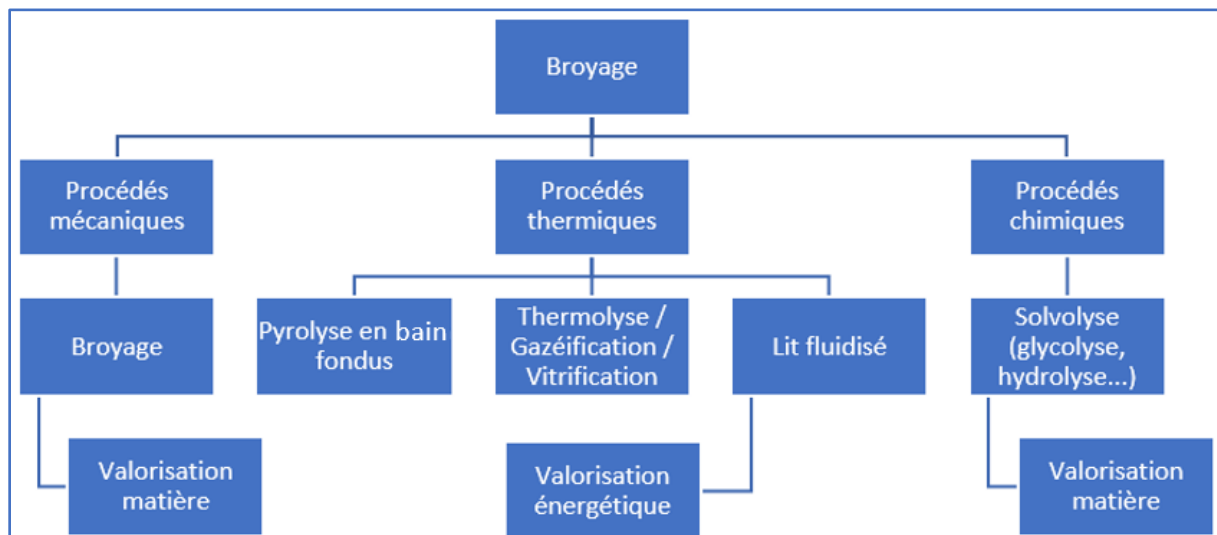 Broyage
Procédés
mécaniques
Procédés
thermiques
Procédés
chimiques
Broyage
Pyrolyse en bain
fondus
Thermolyse /
Gazéification /
Vitrification
Lit fluidisé
Solvolyse
(glycolyse,
hydrolyse...)
Valorisation
matière
Valorisation
énergétique
Valorisation
matière